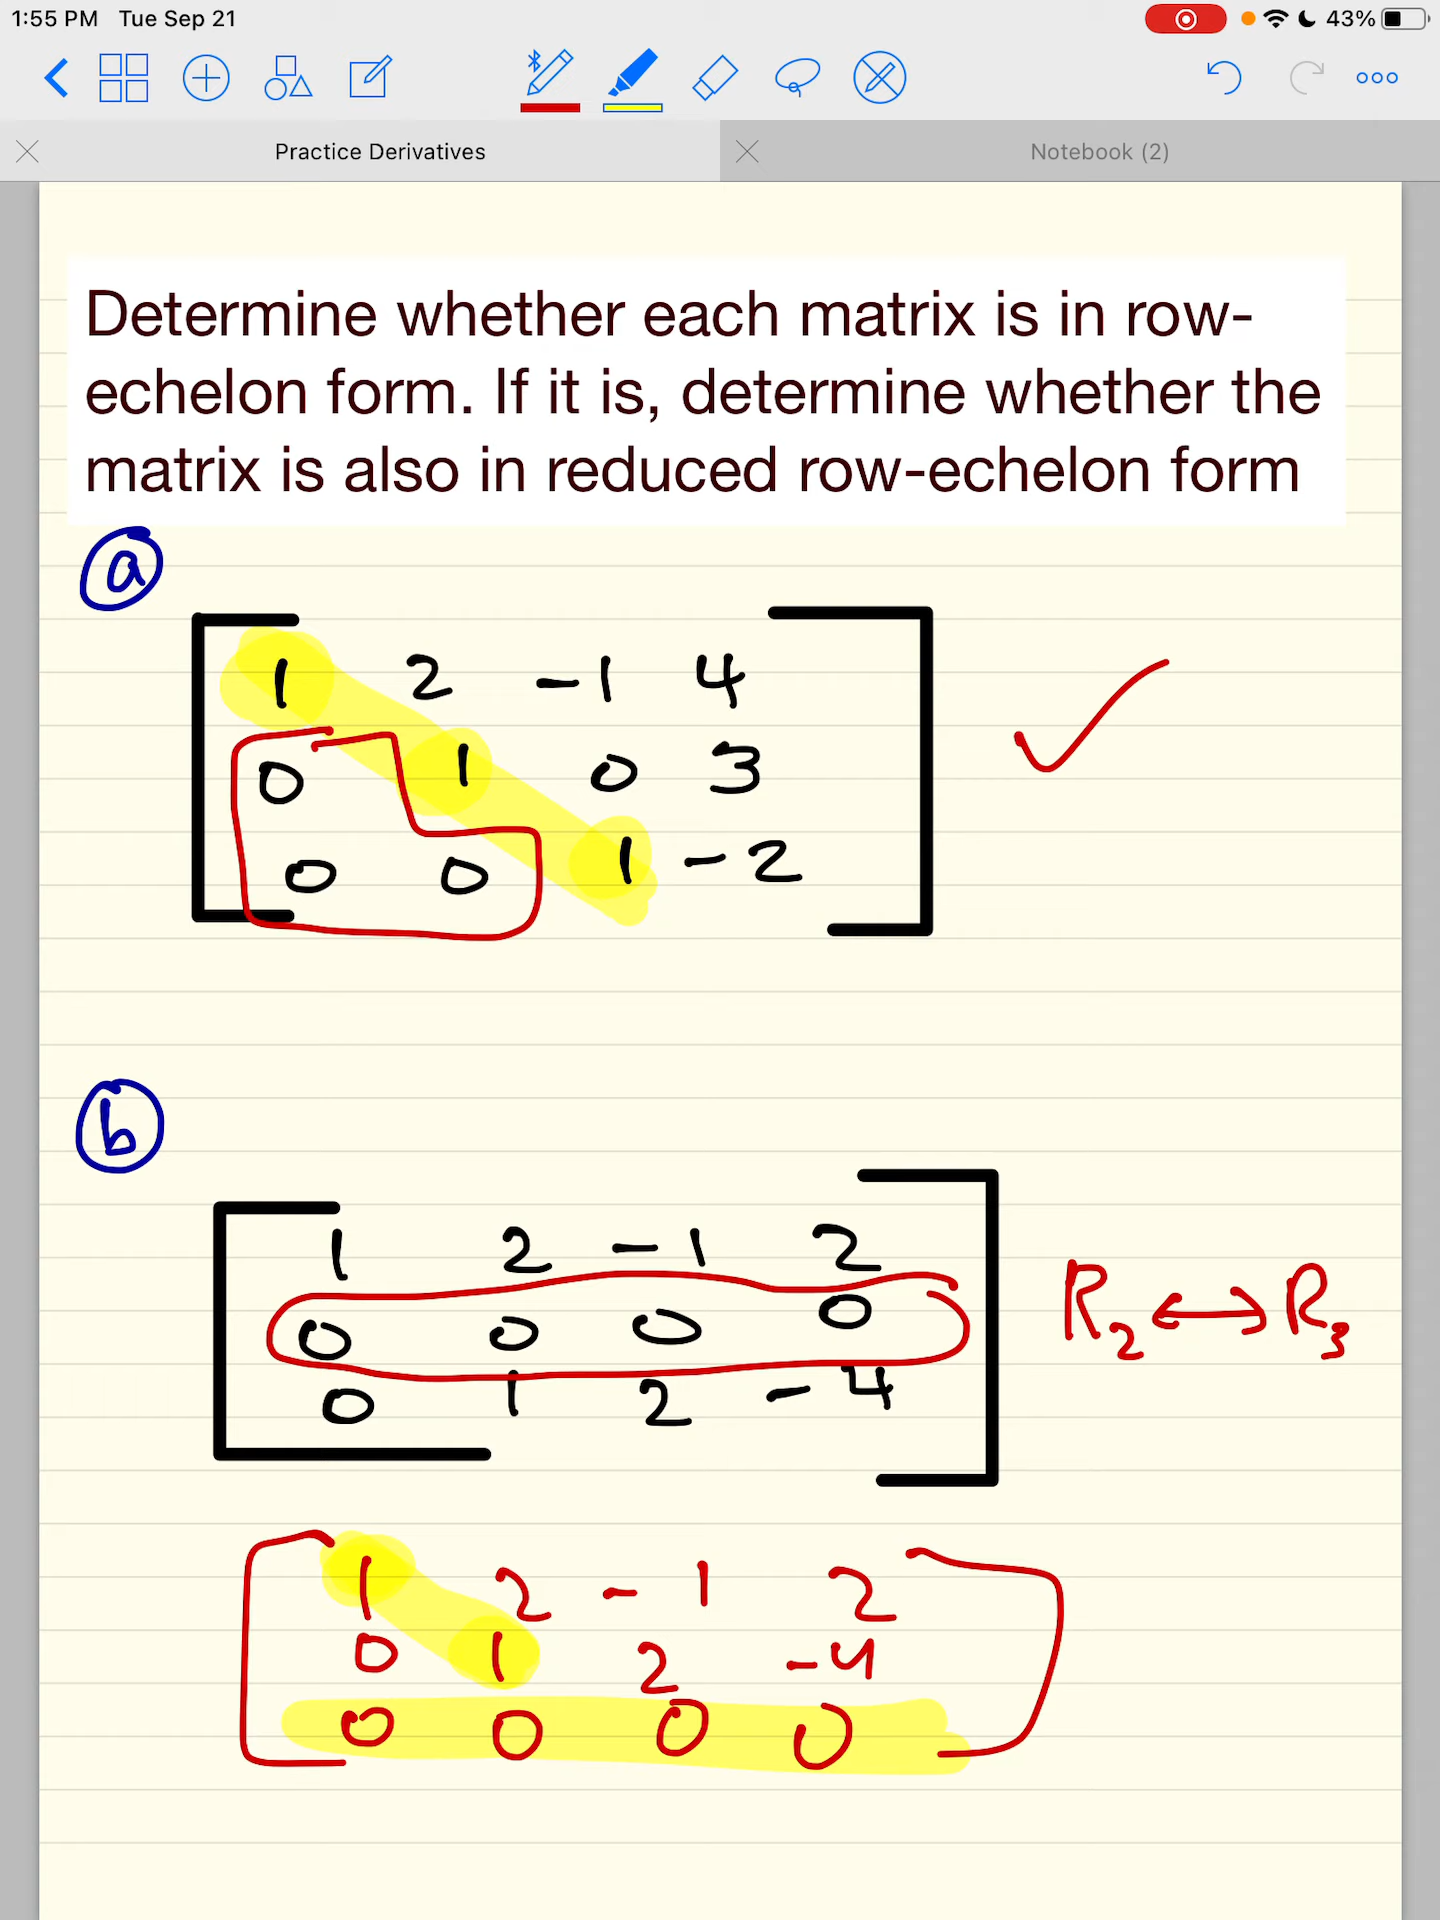 1:55 PM Tue Sep 21 43%
Practice Derivatives Notebook (2)
Determine whether each matrix is in row-
echelon form. If it is, determine whether the
matrix is also in reduced row-echelon form
a
1 2 -1 4
0 1 0 3
0 0 1 -2
b
1 2 -1 2
0 0 0 0 R2 ↔ R3
0 1 2 -4
1 2 -1 2
0 1 2 -4
0 0 0 0